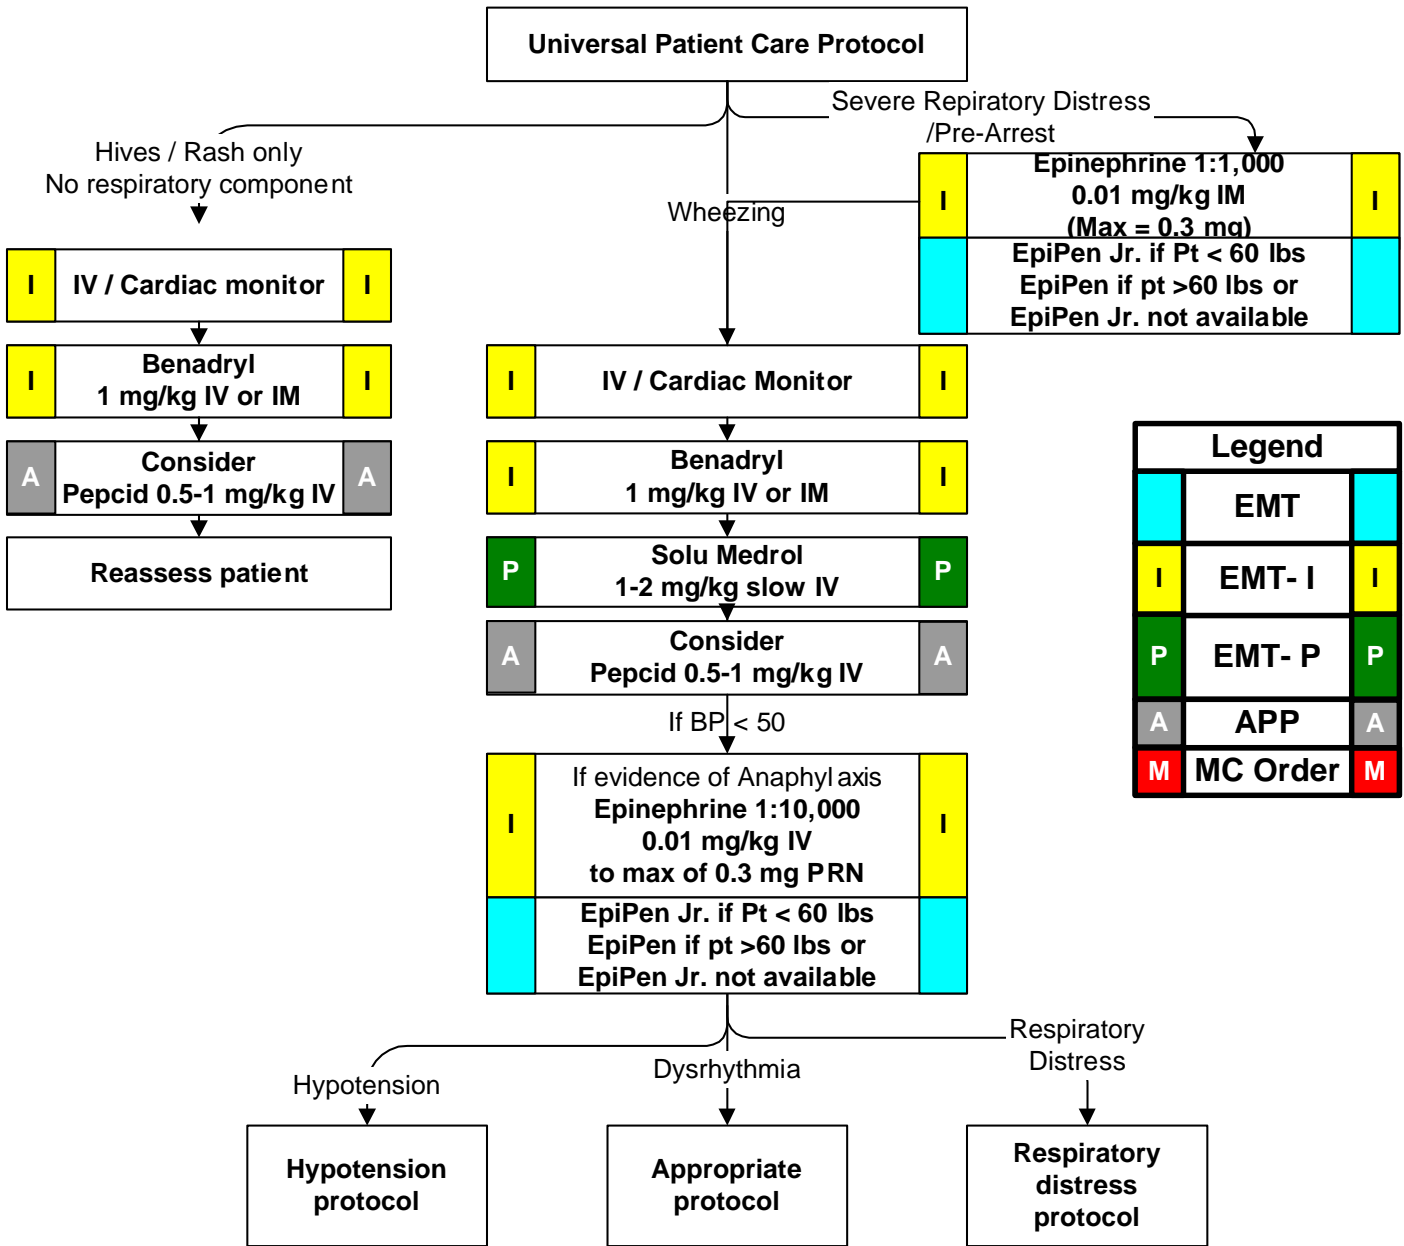 Universal Patient Care Protocol
Severe Repiratory Distress
/Pre-Arrest
Hives / Rash only
No respiratory component
Wheezing
I
Epinephrine 1:1,000
0.01 mg/kg IM
(Max = 0.3 mg)
I
EpiPen Jr. if Pt < 60 lbs
EpiPen if pt >60 lbs or
EpiPen Jr. not available
I IV / Cardiac monitor I
I
Benadryl
1 mg/kg IV or IM
I
A
Consider
Pepcid 0.5-1 mg/kg IV
A
Reassess patient
I IV / Cardiac Monitor I
I
Benadryl
1 mg/kg IV or IM
I
P
Solu Medrol
1-2 mg/kg slow IV
P
A
Consider
Pepcid 0.5-1 mg/kg IV
A
If BP < 50
I
If evidence of Anaphylaxis
Epinephrine 1:10,000
0.01 mg/kg IV
to max of 0.3 mg PRN
I
EpiPen Jr. if Pt < 60 lbs
EpiPen if pt >60 lbs or
EpiPen Jr. not available
Legend
EMT
I EMT- I I
P EMT- P P
A APP A
M MC Order M
Hypotension
Dysrhythmia
Respiratory
Distress
Hypotension
protocol
Appropriate
protocol
Respiratory
distress
protocol